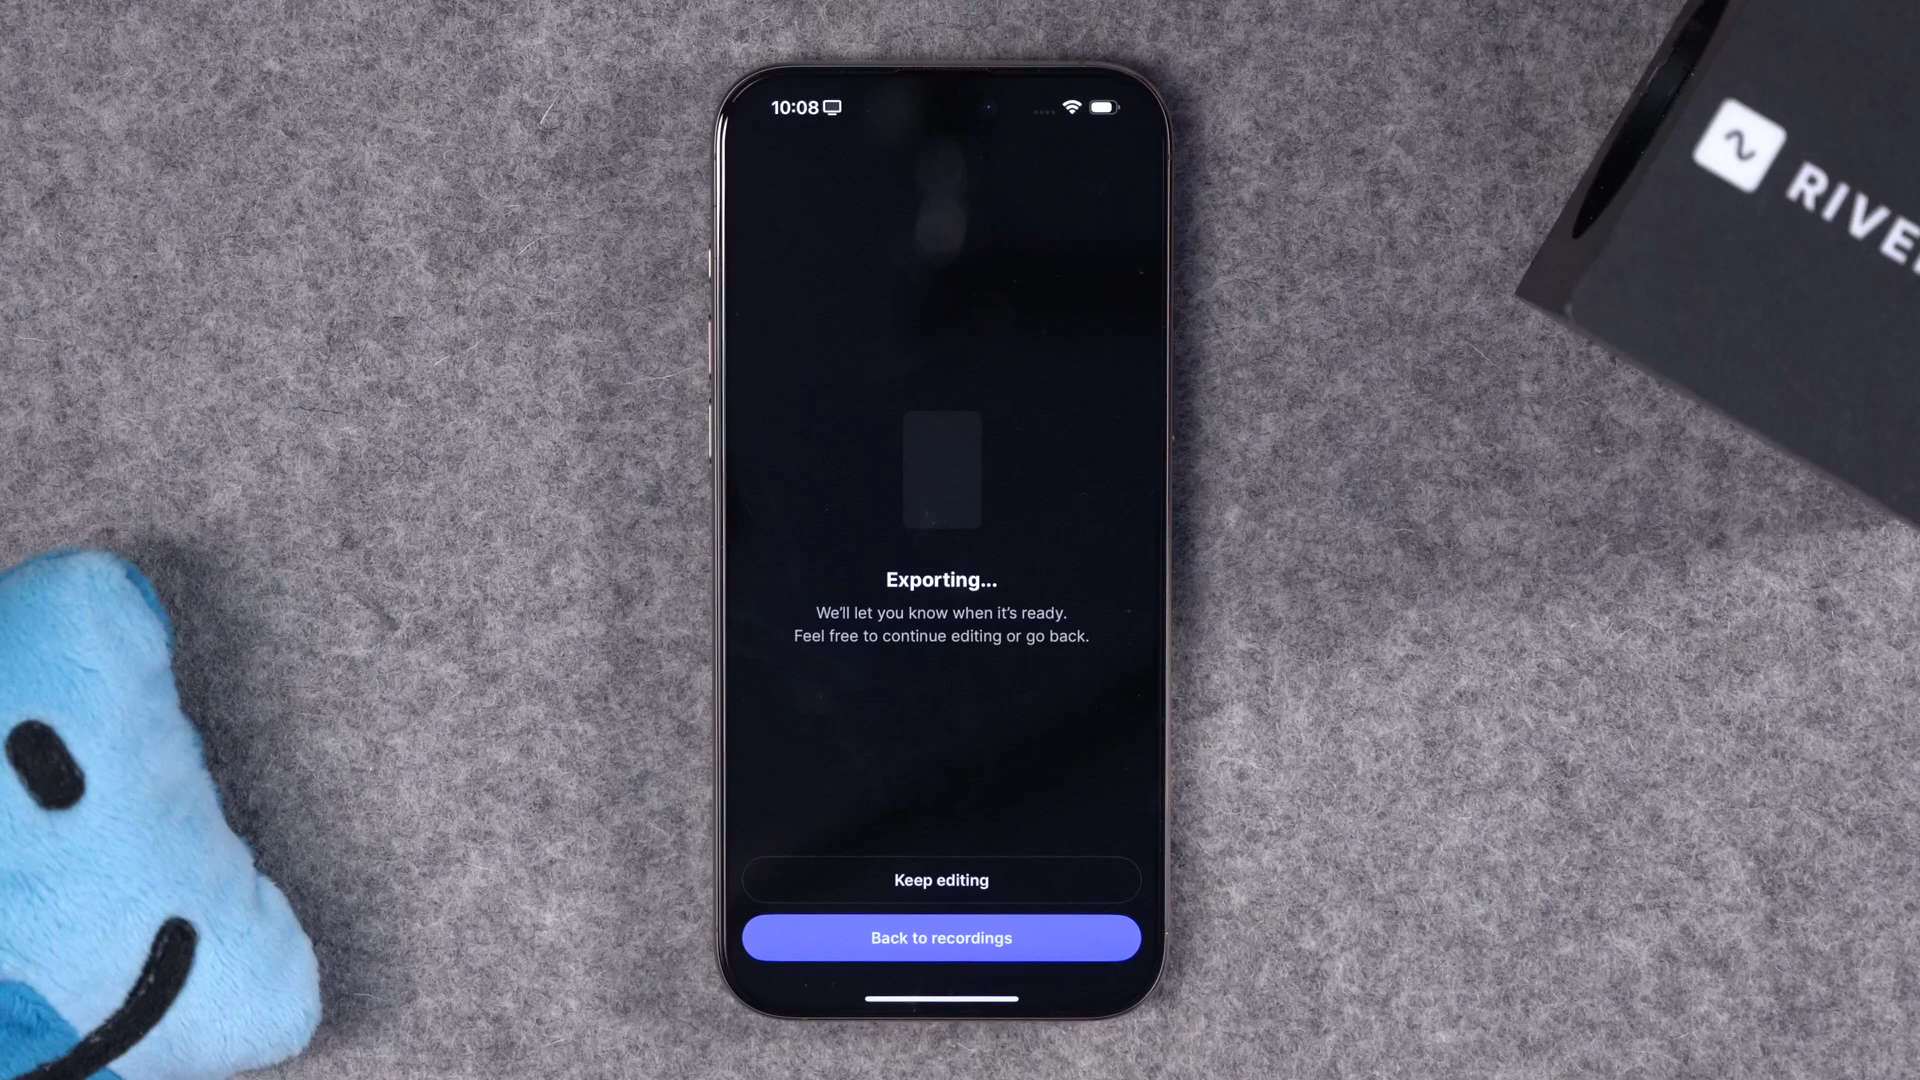 10:08
Exporting...
We'll let you know when it's ready.
Feel free to continue editing or go back.
Keep editing
Back to recordings
RIVE